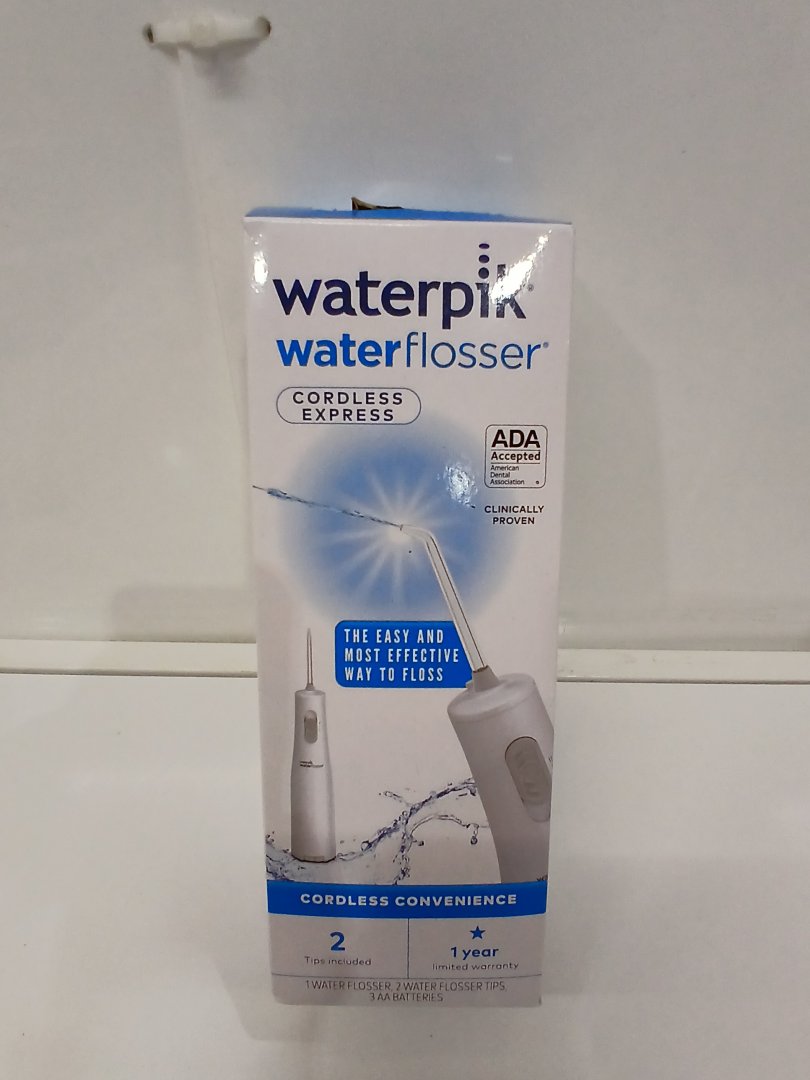 waterpik®
waterflosser®
CORDLESS
EXPRESS
ADA
Accepted
American
Dental
Association
CLINICALLY
PROVEN
THE EASY AND
MOST EFFECTIVE
WAY TO FLOSS
CORDLESS CONVENIENCE
2
Tips included
1 year
limited warranty
1 WATER FLOSSER, 2 WATER FLOSSER TIPS,
3 AA BATTERIES